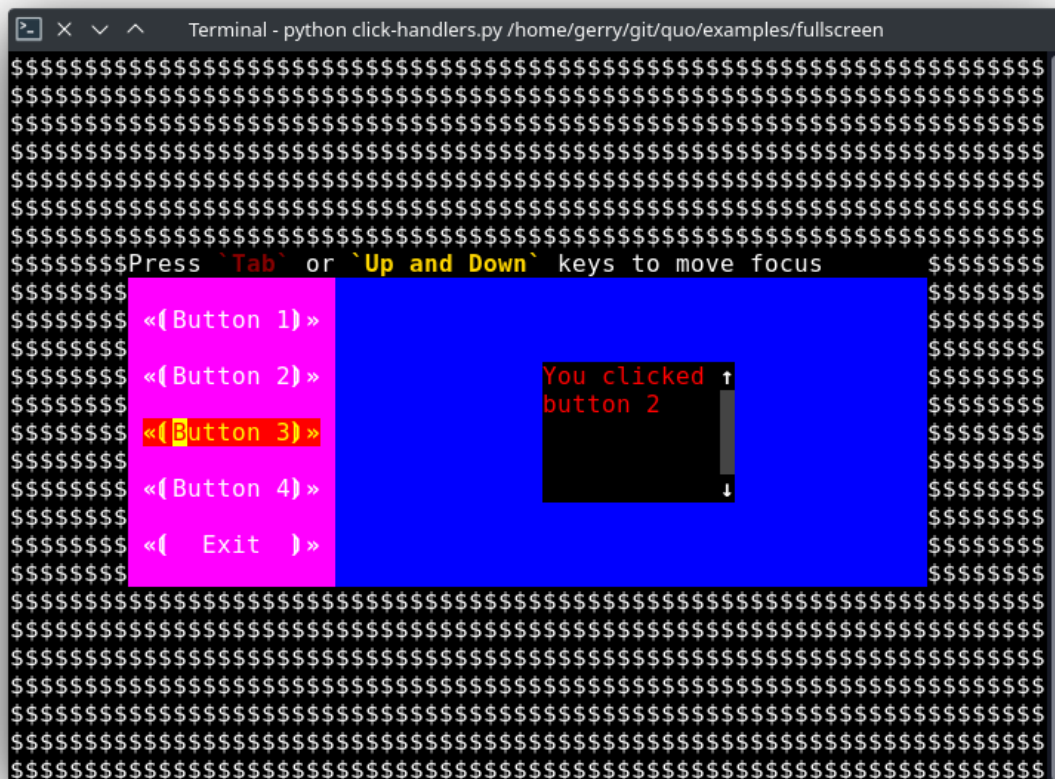 Terminal - python click-handlers.py /home/gerry/git/quo/examples/fullscreen
$$$$$$$$$$$$$$$$$$$$$$$$$$$$$$$$$$$$$$$$$$$$$$$$$$$$$$$$$$$$$$$$$$$$$$
$$$$$$$$$$$$$$$$$$$$$$$$$$$$$$$$$$$$$$$$$$$$$$$$$$$$$$$$$$$$$$$$$$$$$$
$$$$$$$$$$$$$$$$$$$$$$$$$$$$$$$$$$$$$$$$$$$$$$$$$$$$$$$$$$$$$$$$$$$$$$
$$$$$$$$$$$$$$$$$$$$$$$$$$$$$$$$$$$$$$$$$$$$$$$$$$$$$$$$$$$$$$$$$$$$$$
$$$$$$$$$$$$$$$$$$$$$$$$$$$$$$$$$$$$$$$$$$$$$$$$$$$$$$$$$$$$$$$$$$$$$$
$$$$$$$$$$$$$$$$$$$$$$$$$$$$$$$$$$$$$$$$$$$$$$$$$$$$$$$$$$$$$$$$$$$$$$
$$$$$$$$$$$$$$$$$$$$$$$$$$$$$$$$$$$$$$$$$$$$$$$$$$$$$$$$$$$$$$$$$$$$$$
$$$$$$$$Press `Tab` or `Up and Down` keys to move focus $$$$$$$$
$$$$$$$$ $$$$$$$$
$$$$$$$$ «⦗Button 1⦘» $$$$$$$$
$$$$$$$$ $$$$$$$$
$$$$$$$$ «⦗Button 2⦘» You clicked ↑ $$$$$$$$
$$$$$$$$ button 2 $$$$$$$$
$$$$$$$$ «⦗Button 3⦘» $$$$$$$$
$$$$$$$$ $$$$$$$$
$$$$$$$$ «⦗Button 4⦘» ↓ $$$$$$$$
$$$$$$$$ $$$$$$$$
$$$$$$$$ «⦗ Exit ⦘» $$$$$$$$
$$$$$$$$ $$$$$$$$
$$$$$$$$$$$$$$$$$$$$$$$$$$$$$$$$$$$$$$$$$$$$$$$$$$$$$$$$$$$$$$$$$$$$$$
$$$$$$$$$$$$$$$$$$$$$$$$$$$$$$$$$$$$$$$$$$$$$$$$$$$$$$$$$$$$$$$$$$$$$$
$$$$$$$$$$$$$$$$$$$$$$$$$$$$$$$$$$$$$$$$$$$$$$$$$$$$$$$$$$$$$$$$$$$$$$
$$$$$$$$$$$$$$$$$$$$$$$$$$$$$$$$$$$$$$$$$$$$$$$$$$$$$$$$$$$$$$$$$$$$$$
$$$$$$$$$$$$$$$$$$$$$$$$$$$$$$$$$$$$$$$$$$$$$$$$$$$$$$$$$$$$$$$$$$$$$$
$$$$$$$$$$$$$$$$$$$$$$$$$$$$$$$$$$$$$$$$$$$$$$$$$$$$$$$$$$$$$$$$$$$$$$
$$$$$$$$$$$$$$$$$$$$$$$$$$$$$$$$$$$$$$$$$$$$$$$$$$$$$$$$$$$$$$$$$$$$$$